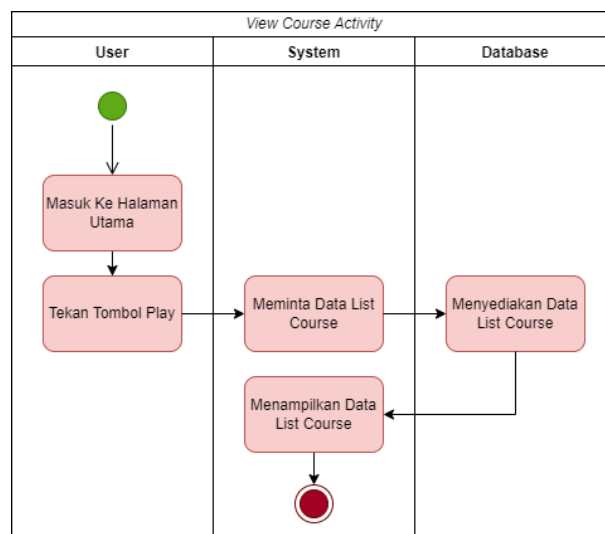 View Course Activity
User
System
Database
Masuk Ke Halaman
Utama
Tekan Tombol Play
Meminta Data List
Course
Menyediakan Data
List Course
Menampilkan Data
List Course